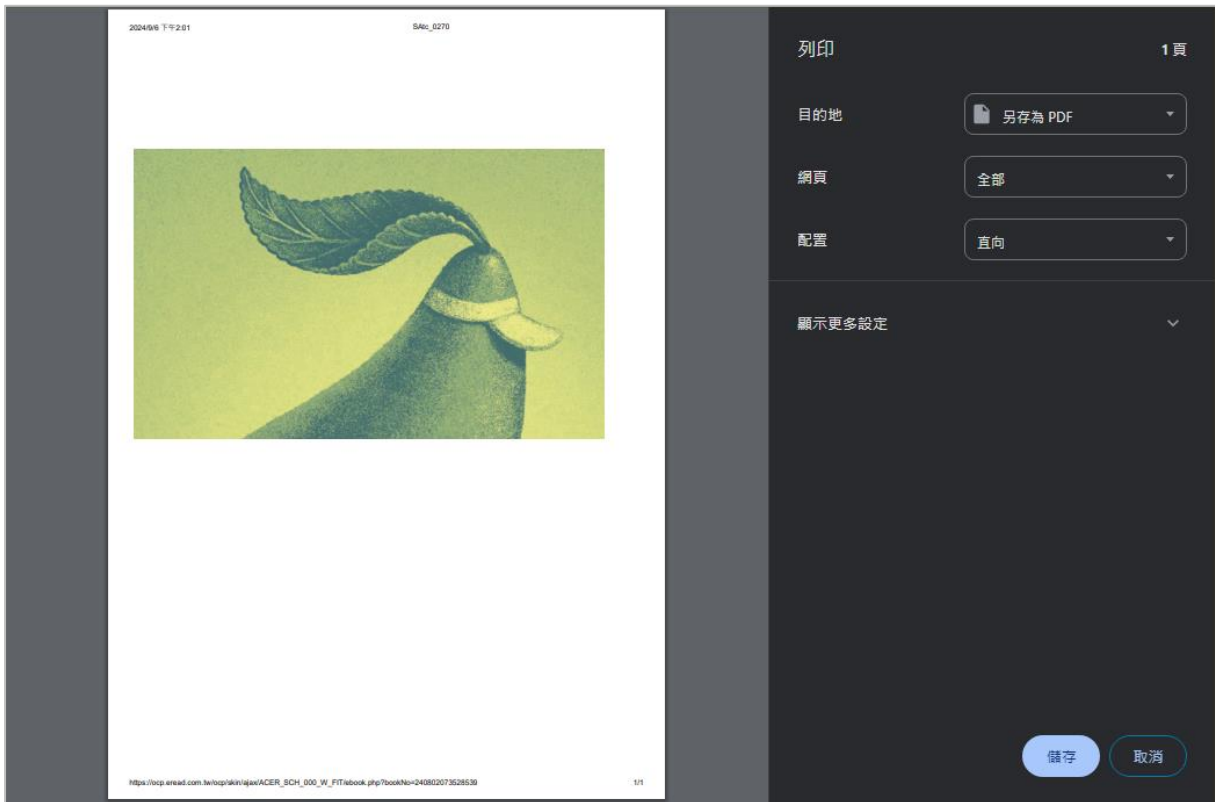 2024/9/6 下午2:01 SAtc_0270
https://ocp.eread.com.tw/ocp/skin/ajax/ACER_SCH_000_W_FIT/ebook.php?bookNo=240802073528539 1/1
列印 1 頁
目的地 另存為 PDF
網頁 全部
配置 直向
顯示更多設定
儲存 取消